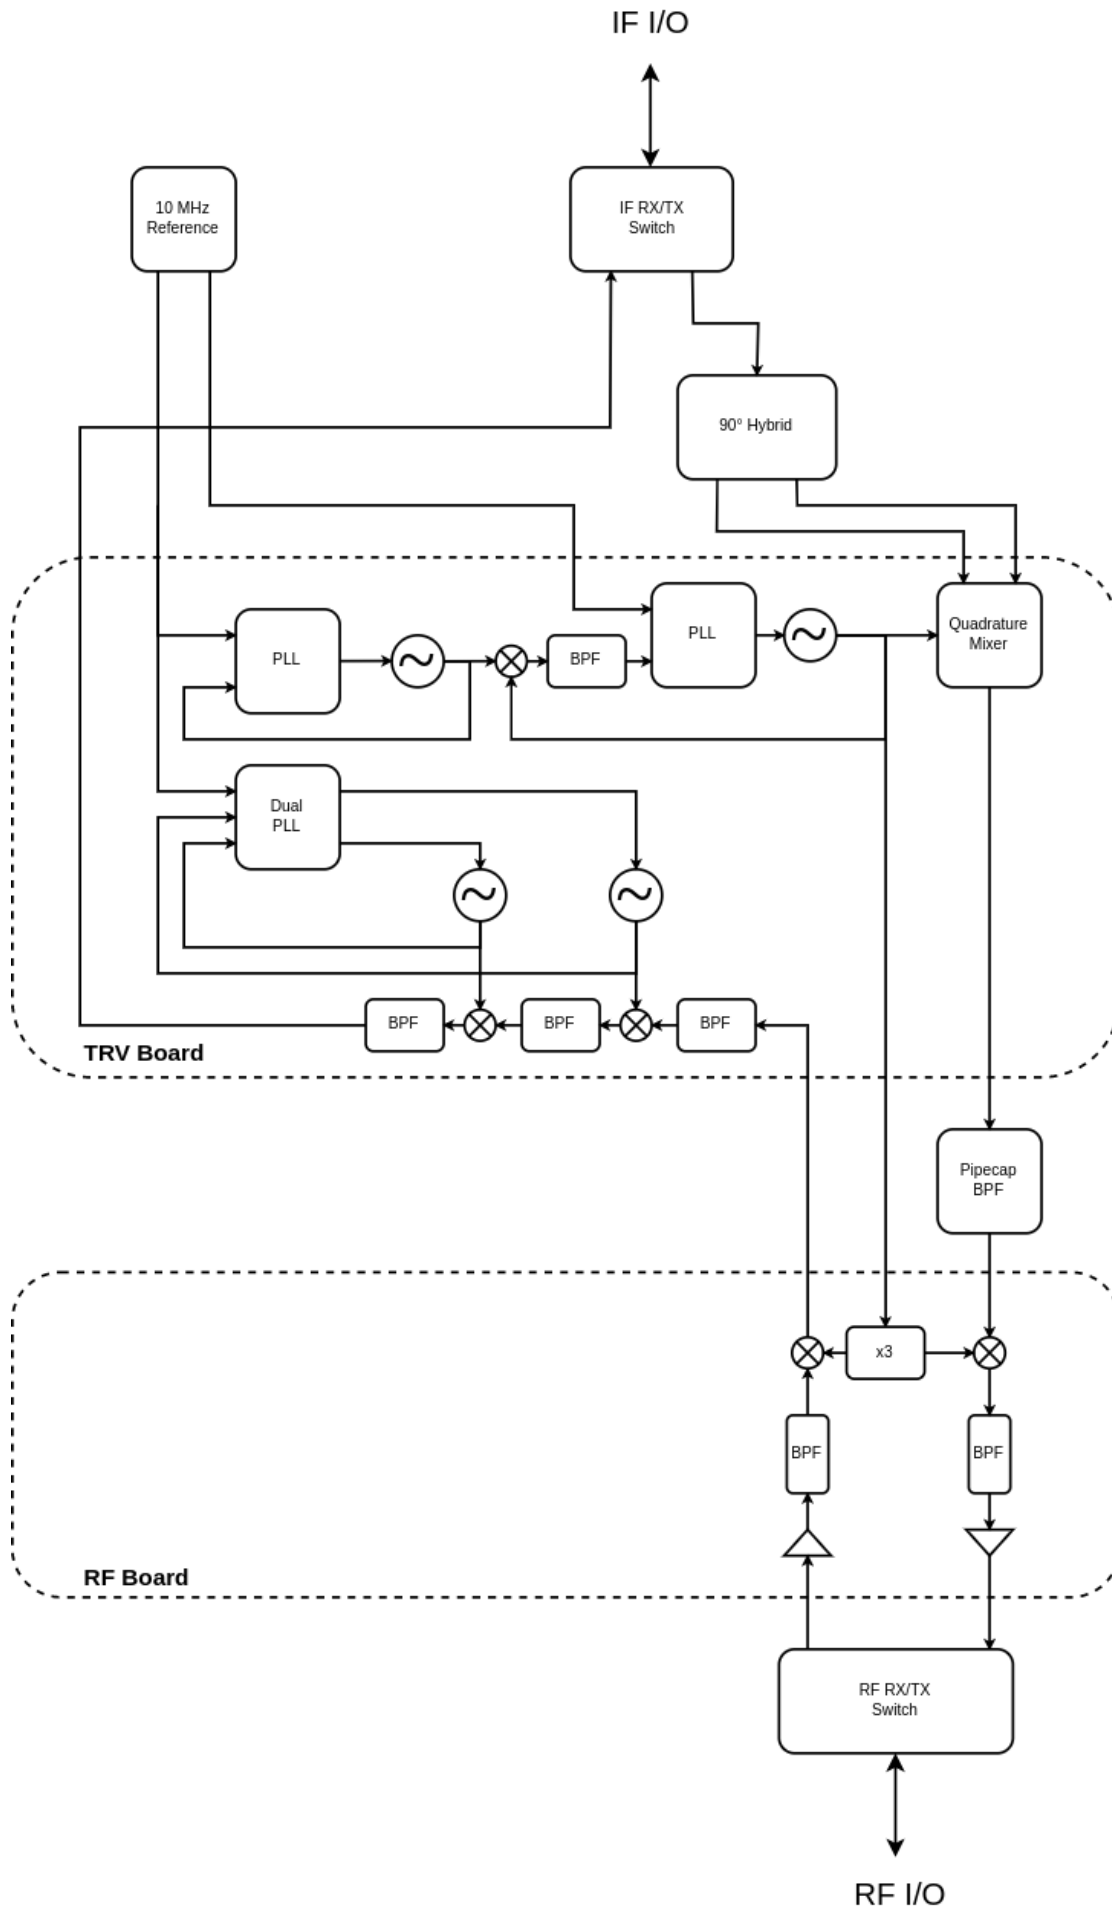 IF I/O
10 MHz
Reference
IF RX/TX
Switch
90° Hybrid
PLL
BPF
PLL
Quadrature
Mixer
Dual
PLL
BPF
BPF
BPF
TRV Board
Pipecap
BPF
x3
BPF
BPF
RF Board
RF RX/TX
Switch
RF I/O